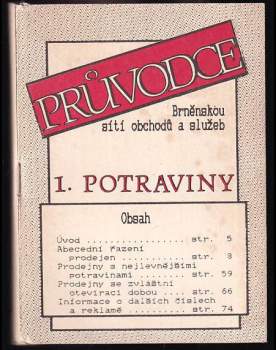 PRŮVODCE
Brněnskou
sítí obchodů a služeb
1. POTRAVINY
Obsah
Úvod .................. str. 5
Abecední řazení
prodejen ........... str. 8
Prodejny s nejlevnějšími
potravinami ........ str. 59
Prodejny se zvláštní
otevírací dobou .... str. 66
Informace o dalších číslech
a reklamě .......... str. 74